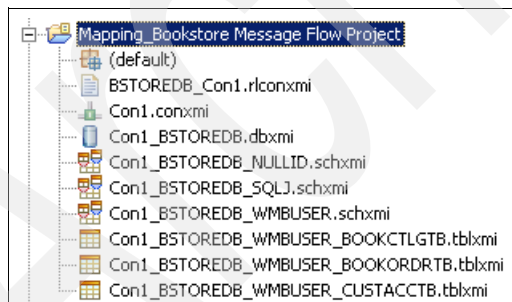 Mapping_Bookstore Message Flow Project
(default)
BSTOREDB_Con1.rlconxmi
Con1.conxmi
Con1_BSTOREDB.dbxmi
Con1_BSTOREDB_NULLID.schxmi
Con1_BSTOREDB_SQLJ.schxmi
Con1_BSTOREDB_WMBUSER.schxmi
Con1_BSTOREDB_WMBUSER_BOOKCTLGTB.tblxmi
Con1_BSTOREDB_WMBUSER_BOOKORDRTB.tblxmi
Con1_BSTOREDB_WMBUSER_CUSTACCTB.tblxmi